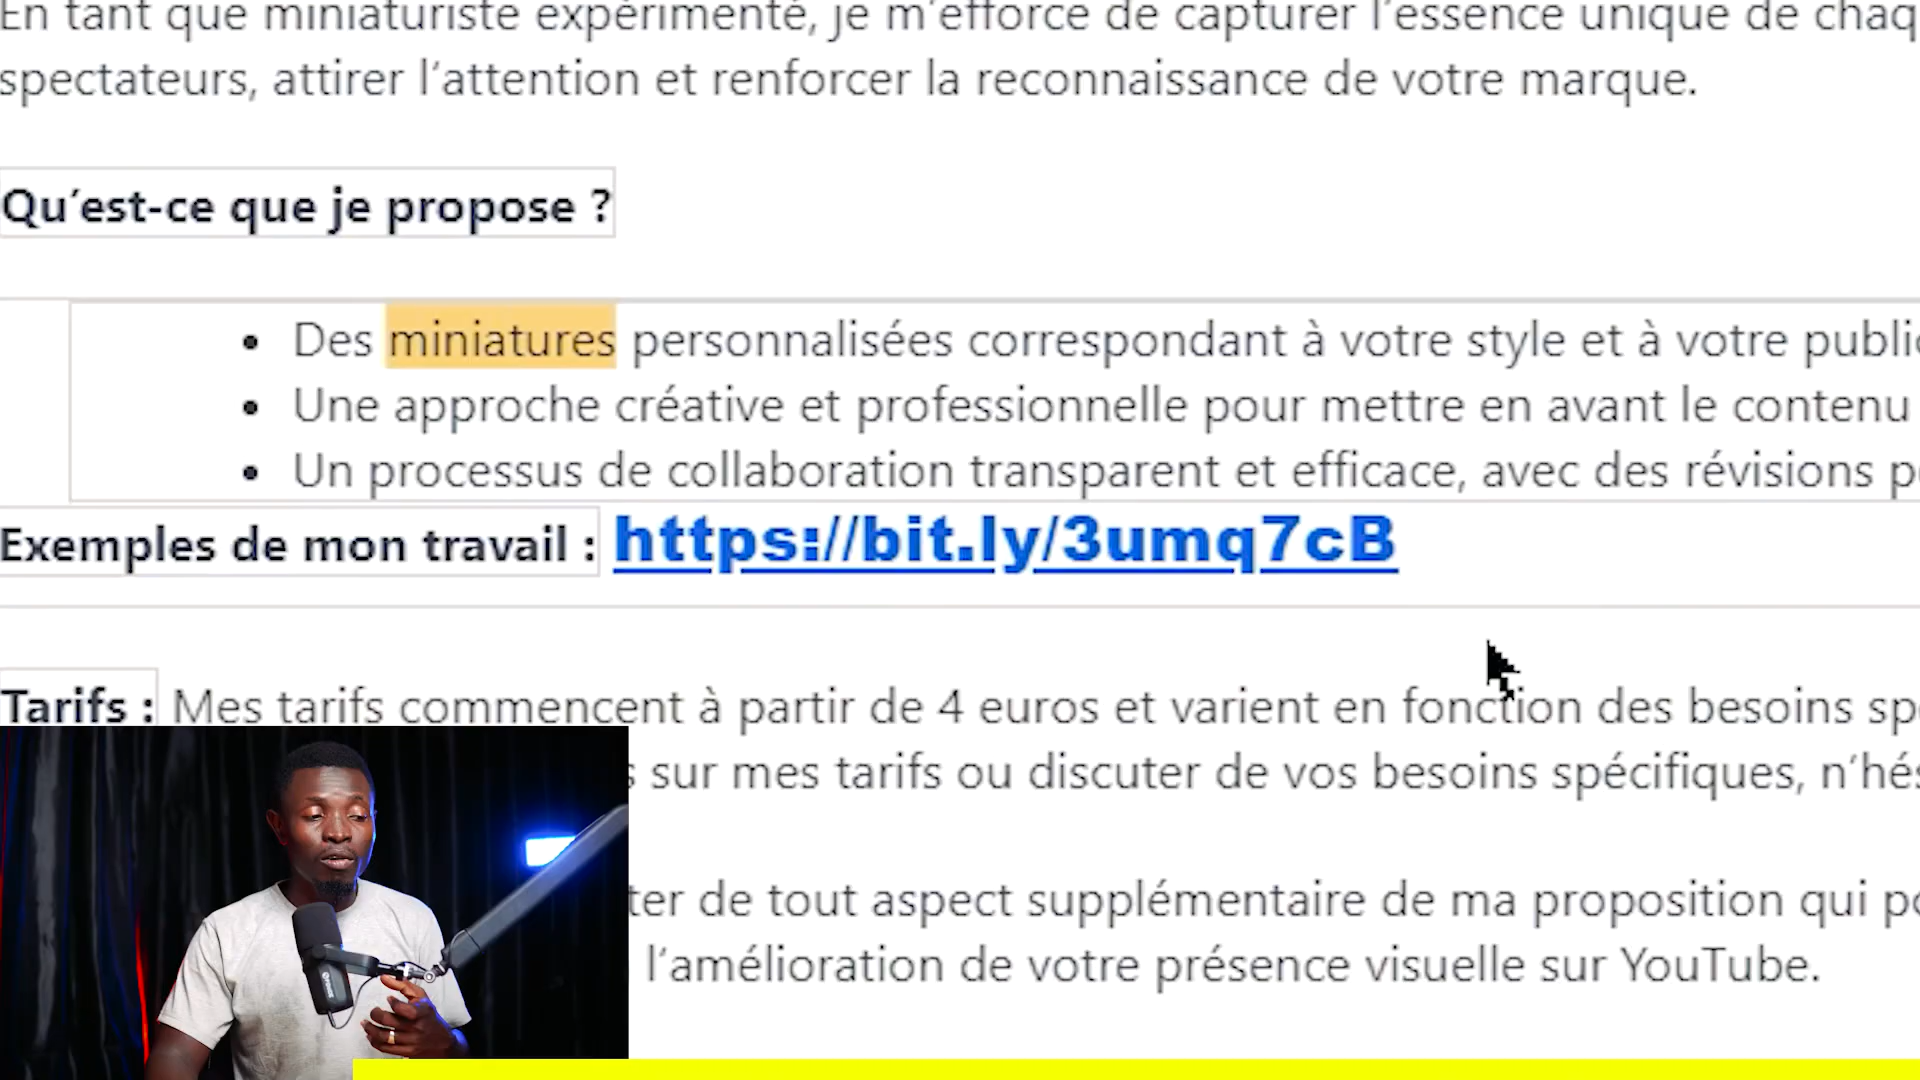 En tant que miniaturiste expérimenté, je m'efforce de capturer l'essence unique de
spectateurs, attirer l'attention et renforcer la reconnaissance de votre marque.
Qu'est-ce que je propose ?
• Des miniatures personnalisées correspondant à votre style et à votre
• Une approche créative et professionnelle pour mettre en avant le contenu
• Un processus de collaboration transparent et efficace, avec des révisions
Exemples de mon travail : https://bit.ly/3umq7cB
Tarifs : Mes tarifs commencent à partir de 4 euros et varient en fonction des besoins
sur mes tarifs ou discuter de vos besoins spécifiques,
de tout aspect supplémentaire de ma proposition qui
l'amélioration de votre présence visuelle sur YouTube.